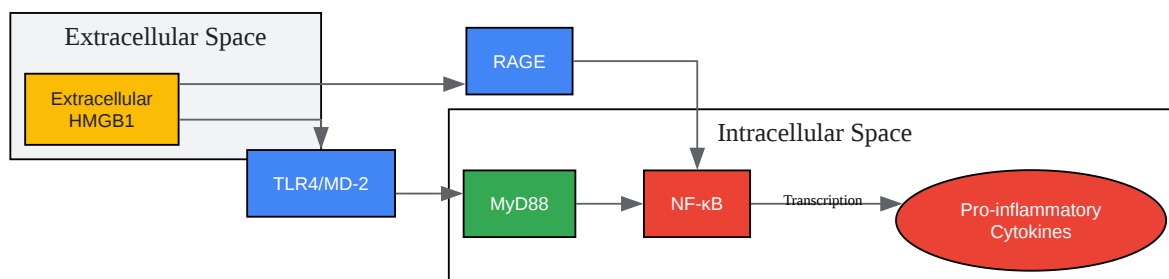 Extracellular Space
Extracellular
HMGB1
RAGE
TLR4/MD-2
Intracellular Space
MyD88
NF-κB
Transcription
Pro-inflammatory
Cytokines